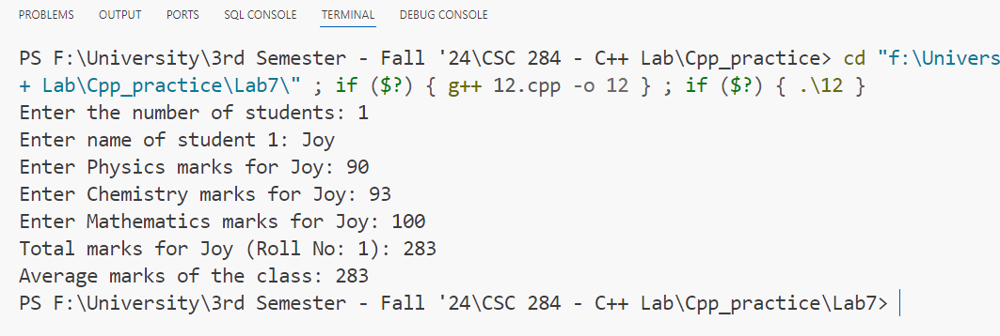 PROBLEMS OUTPUT PORTS SQL CONSOLE TERMINAL DEBUG CONSOLE
PS F:\University\3rd Semester - Fall '24\CSC 284 - C++ Lab\Cpp_practice> cd "f:\Univers
+ Lab\Cpp_practice\Lab7\" ; if ($?) { g++ 12.cpp -o 12 } ; if ($?) { .\12 }
Enter the number of students: 1
Enter name of student 1: Joy
Enter Physics marks for Joy: 90
Enter Chemistry marks for Joy: 93
Enter Mathematics marks for Joy: 100
Total marks for Joy (Roll No: 1): 283
Average marks of the class: 283
PS F:\University\3rd Semester - Fall '24\CSC 284 - C++ Lab\Cpp_practice\Lab7>